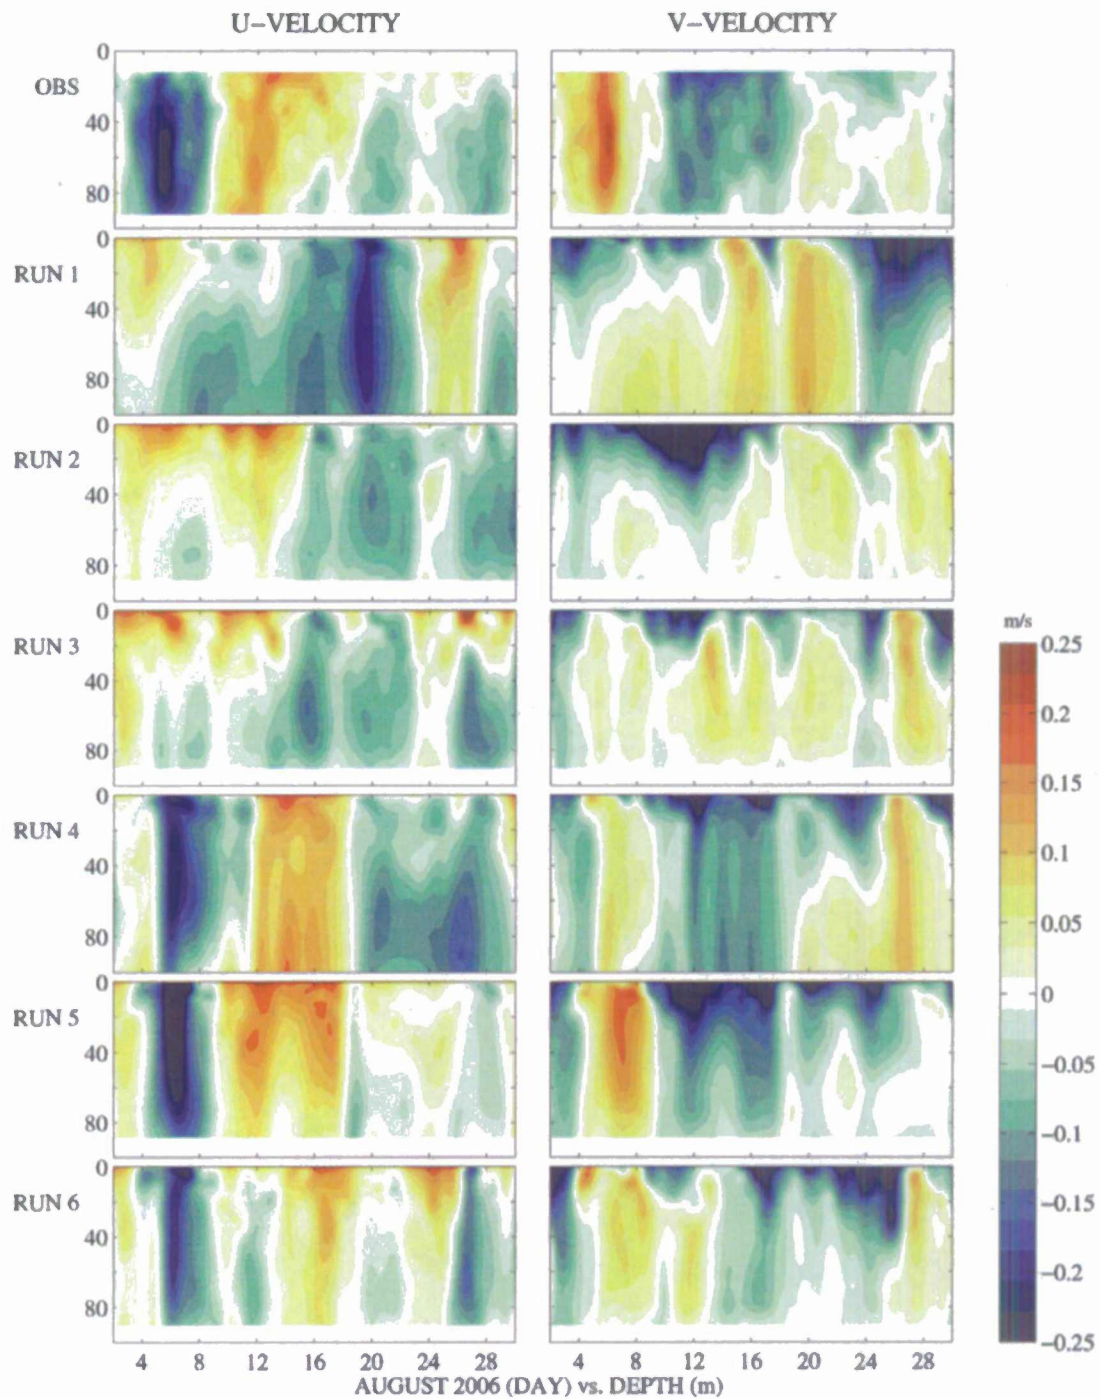 U–VELOCITY V–VELOCITY
0
OBS
40
80
0
RUN 1
40
80
0
RUN 2
40
80
0
RUN 3
40
80
0
RUN 4
40
80
0
RUN 5
40
80
0
RUN 6
40
80
4 8 12 16 20 24 28 4 8 12 16 20 24 28
AUGUST 2006 (DAY) vs. DEPTH (m)
m/s
0.25
0.2
0.15
0.1
0.05
0
–0.05
–0.1
–0.15
–0.2
–0.25